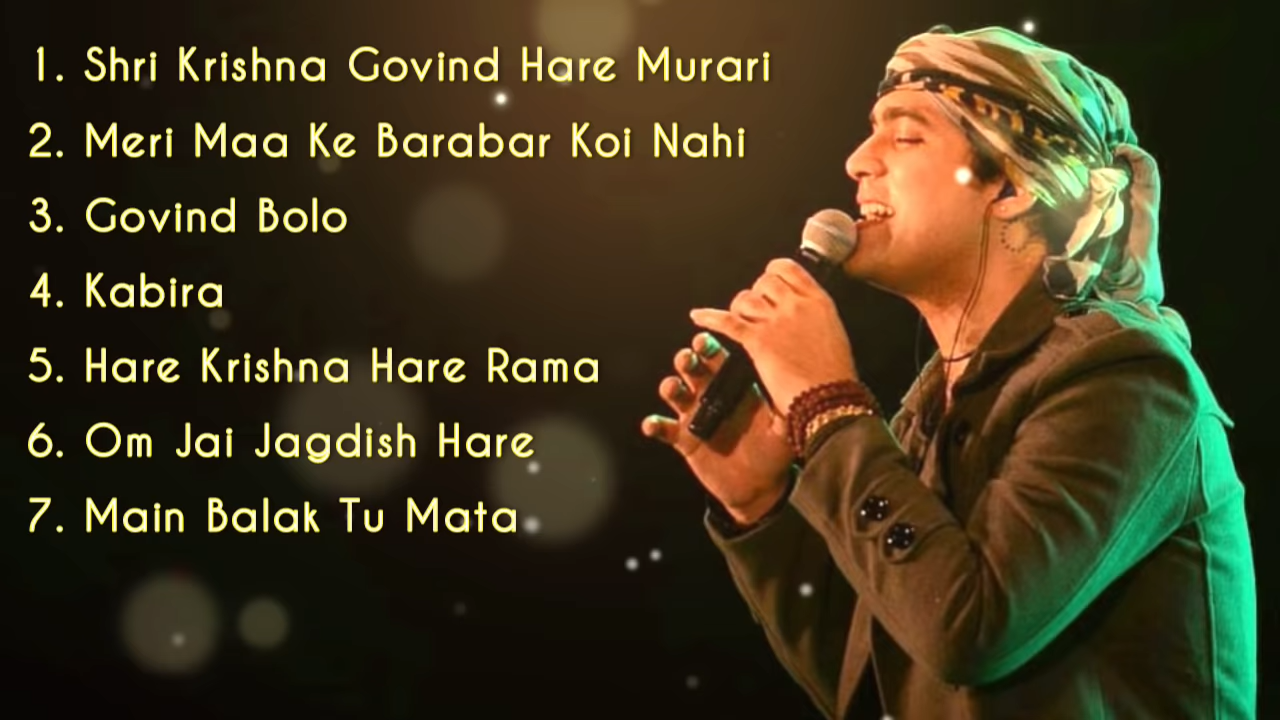 1. Shri Krishna Govind Hare Murari
2. Meri Maa Ke Barabar Koi Nahi
3. Govind Bolo
4. Kabira
5. Hare Krishna Hare Rama
6. Om Jai Jagdish Hare
7. Main Balak Tu Mata